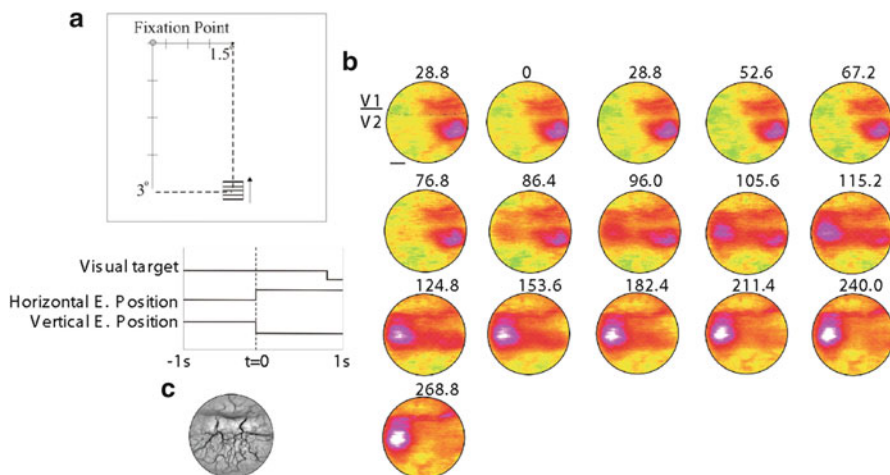 a
Fixation Point
1.5°
3°
Visual target
Horizontal E. Position
Vertical E. Position
-1s t=0 1s
b
28.8 0 28.8 52.6 67.2
V1
V2
76.8 86.4 96.0 105.6 115.2
124.8 153.6 182.4 211.4 240.0
268.8
c